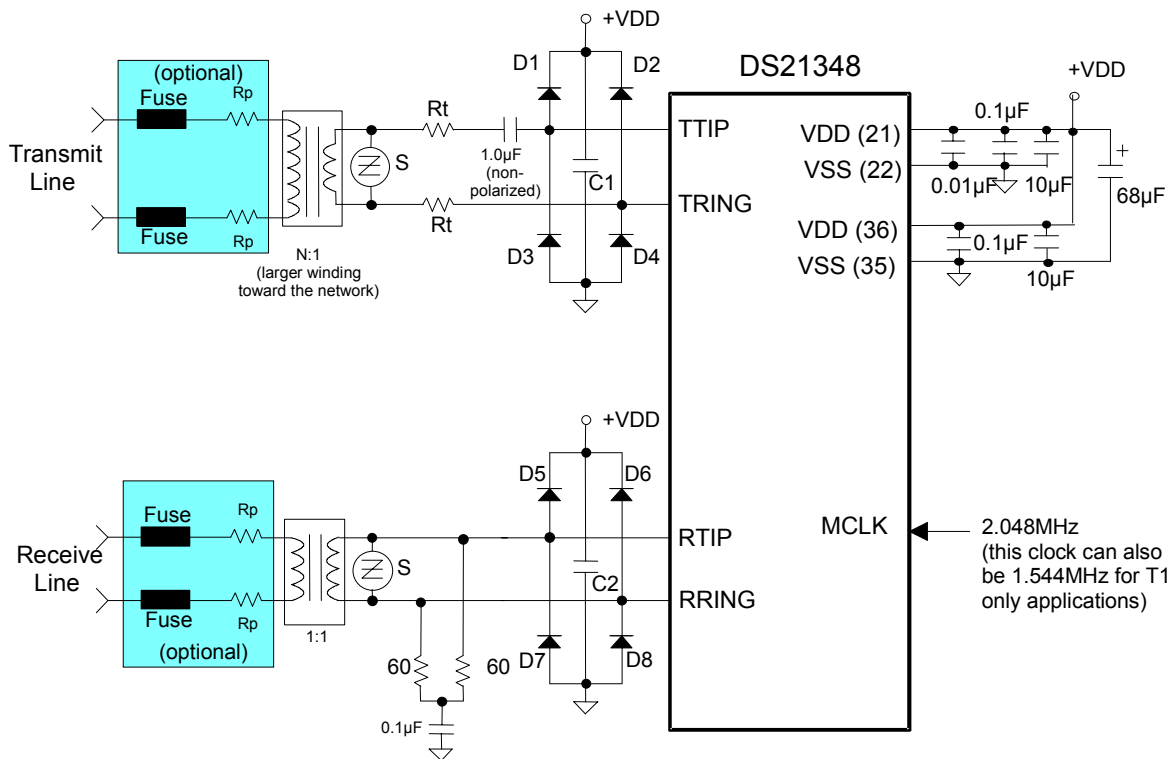 +VDD
(optional)
Fuse
Rp
D1
D2
DS21348
+VDD
Rt
TTIP
VDD (21)
0.1µF
Transmit
Line
S
1.0µF
(non-
polarized)
C1
VSS (22)
0.01µF
10µF
+
68µF
TRING
Fuse
Rp
Rt
D3
D4
VDD (36)
0.1µF
N:1
(larger winding
toward the network)
VSS (35)
10µF
+VDD
D5
D6
Fuse
Rp
RTIP
MCLK
2.048MHz
(this clock can also
be 1.544MHz for T1
only applications)
Receive
Line
S
C2
RRING
Fuse
Rp
(optional)
1:1
60
60
D7
D8
0.1µF